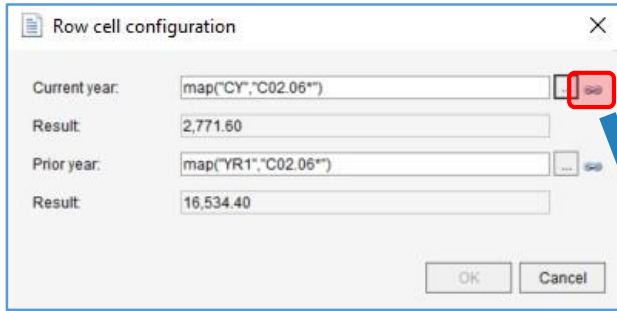 Row cell configuration
Current year: map("CY","C02.06*") ...
Result: 2,771.60
Prior year: map("YR1","C02.06*") ...
Result: 16,534.40
OK Cancel